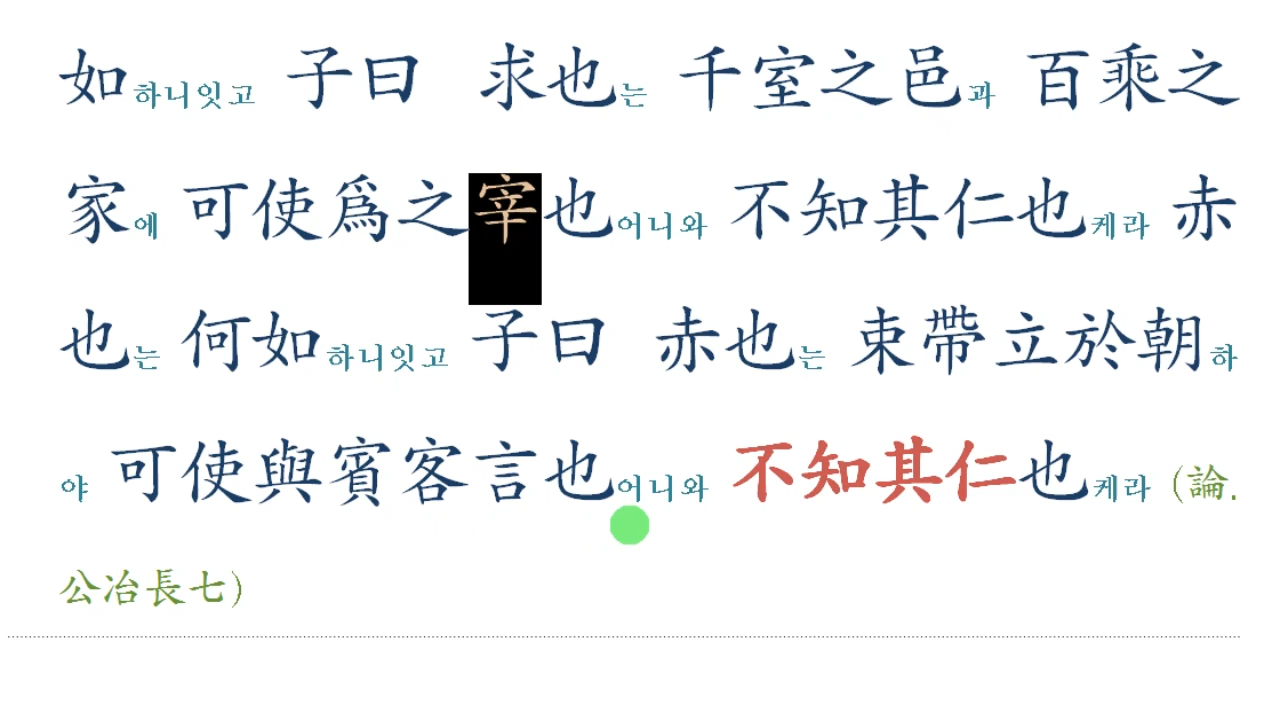 如하니잇고 子曰 求也는 千室之邑과 百乘之
家에 可使爲之宰也어니와 不知其仁也케라 赤
也는 何如하니잇고 子曰 赤也는 束帶立於朝하
야 可使與賓客言也어니와 不知其仁也케라 (論.
公冶長七)